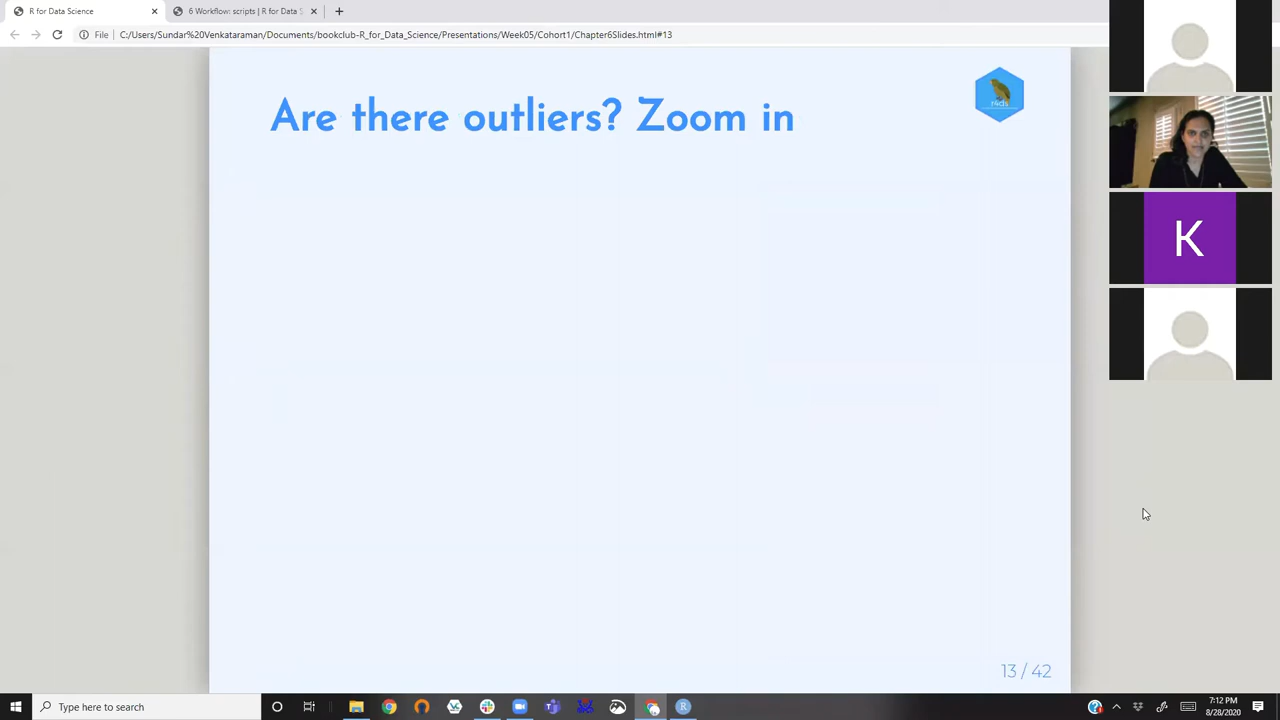 R for Data Science
6 Workflow: scripts | R for Data S
File
C:/Users/Sundar%20Venkataraman/Documents/bookclub-R_for_Data_Science/Presentations/Week05/Cohort1/Chapter6Slides.html#13
Are there outliers? Zoom in
r4ds
K
13 / 42
Type here to search
7:12 PM
8/28/2020